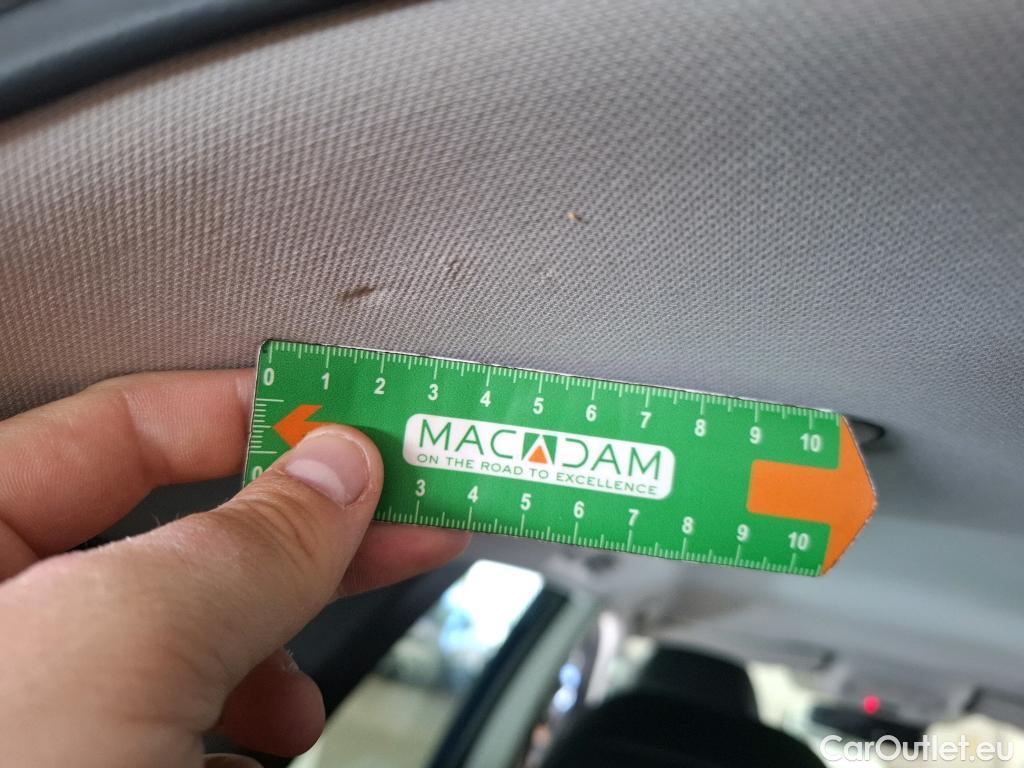 0 1 2 3 4 5 6 7 8 9 10
MACADAM
ON THE ROAD TO EXCELLENCE
0 3 4 5 6 7 8 9 10
CarOutlet.eu